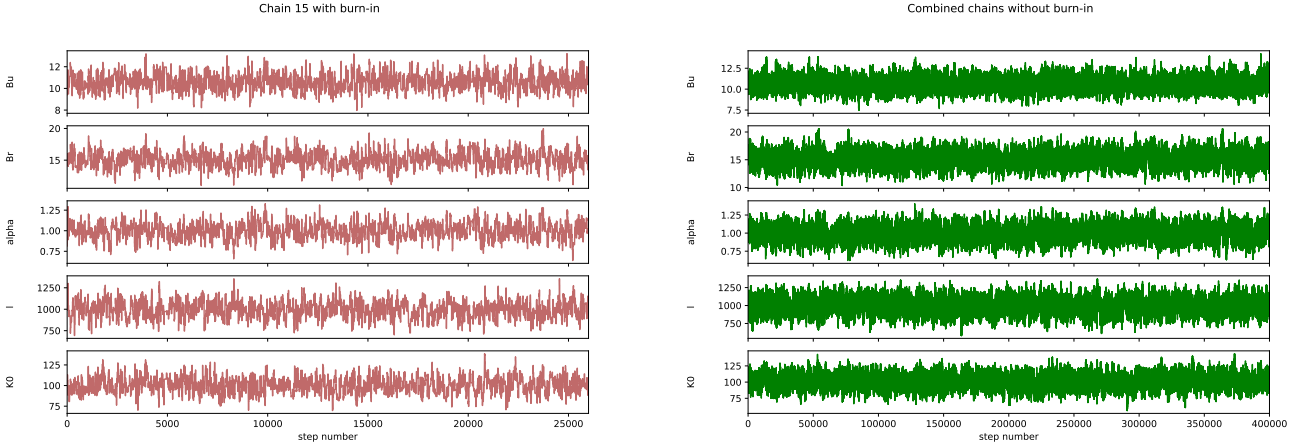 Chain 15 with burn-in
Bu
12
10
8
Br
20
15
alpha
1.25
1.00
0.75
l
1250
1000
750
K0
125
100
75
0 5000 10000 15000 20000 25000
step number
Combined chains without burn-in
Bu
12.5
10.0
7.5
Br
20
15
10
alpha
1.25
1.00
0.75
l
1250
1000
750
K0
125
100
75
0 50000 100000 150000 200000 250000 300000 350000 400000
step number